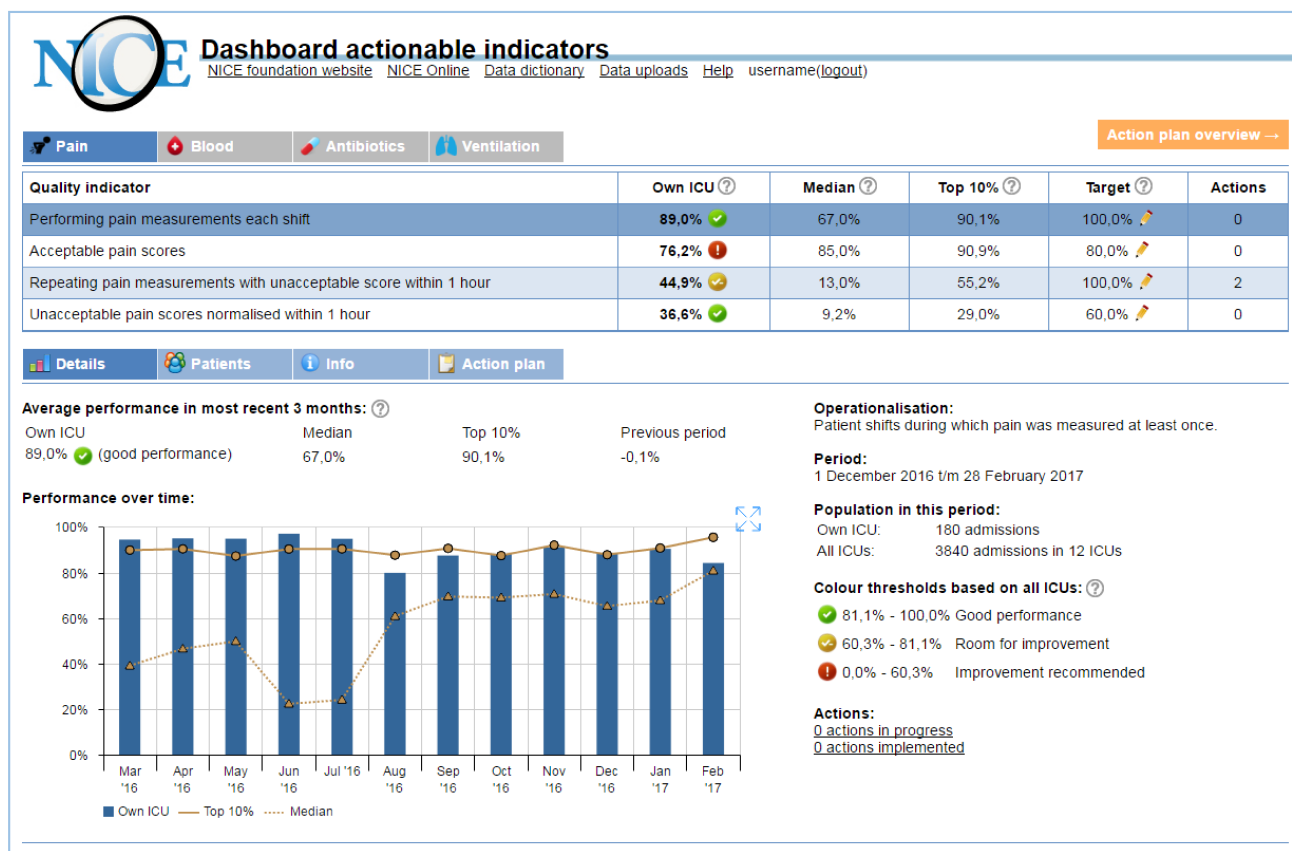 NICE
Dashboard actionable indicators
NICE foundation website NICE Online Data dictionary Data uploads Help username(logout)
Action plan overview →
Pain Blood Antibiotics Ventilation
Quality indicator Own ICU ? Median ? Top 10% ? Target ? Actions
Performing pain measurements each shift 89,0% 67,0% 90,1% 100,0% 0
Acceptable pain scores 76,2% ! 85,0% 90,9% 80,0% 0
Repeating pain measurements with unacceptable score within 1 hour 44,9% 13,0% 55,2% 100,0% 2
Unacceptable pain scores normalised within 1 hour 36,6% 9,2% 29,0% 60,0% 0
Details Patients i Info Action plan
Average performance in most recent 3 months: ?
Own ICU Median Top 10% Previous period
89,0% (good performance) 67,0% 90,1% -0,1%
Performance over time:
100%
80%
60%
40%
20%
0%
Mar '16 Apr '16 May '16 Jun '16 Jul '16 Aug '16 Sep '16 Oct '16 Nov '16 Dec '16 Jan '17 Feb '17
Own ICU Top 10% Median
Operationalisation:
Patient shifts during which pain was measured at least once.
Period:
1 December 2016 t/m 28 February 2017
Population in this period:
Own ICU: 180 admissions
All ICUs: 3840 admissions in 12 ICUs
Colour thresholds based on all ICUs: ?
81,1% - 100,0% Good performance
60,3% - 81,1% Room for improvement
! 0,0% - 60,3% Improvement recommended
Actions:
0 actions in progress
0 actions implemented